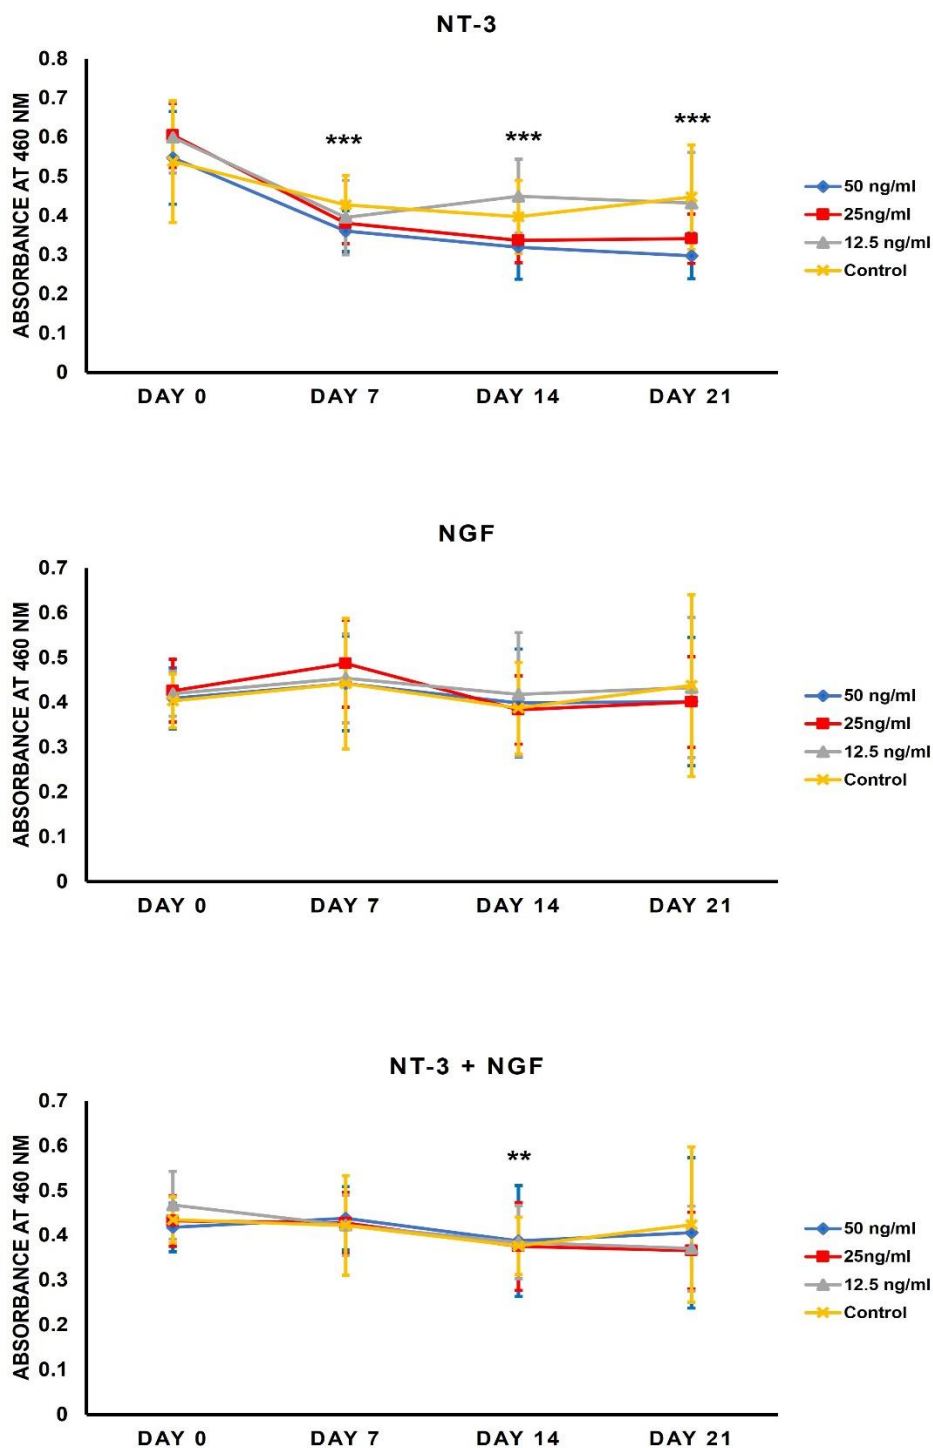 NT-3
ABSORBANCE AT 460 NM
0.8
0.7
0.6
0.5
0.4
0.3
0.2
0.1
0
***
***
***
DAY 0 DAY 7 DAY 14 DAY 21
50 ng/ml
25ng/ml
12.5 ng/ml
Control
NGF
ABSORBANCE AT 460 NM
0.7
0.6
0.5
0.4
0.3
0.2
0.1
0
DAY 0 DAY 7 DAY 14 DAY 21
50 ng/ml
25ng/ml
12.5 ng/ml
Control
NT-3 + NGF
ABSORBANCE AT 460 NM
0.7
0.6
0.5
0.4
0.3
0.2
0.1
0
**
DAY 0 DAY 7 DAY 14 DAY 21
50 ng/ml
25ng/ml
12.5 ng/ml
Control